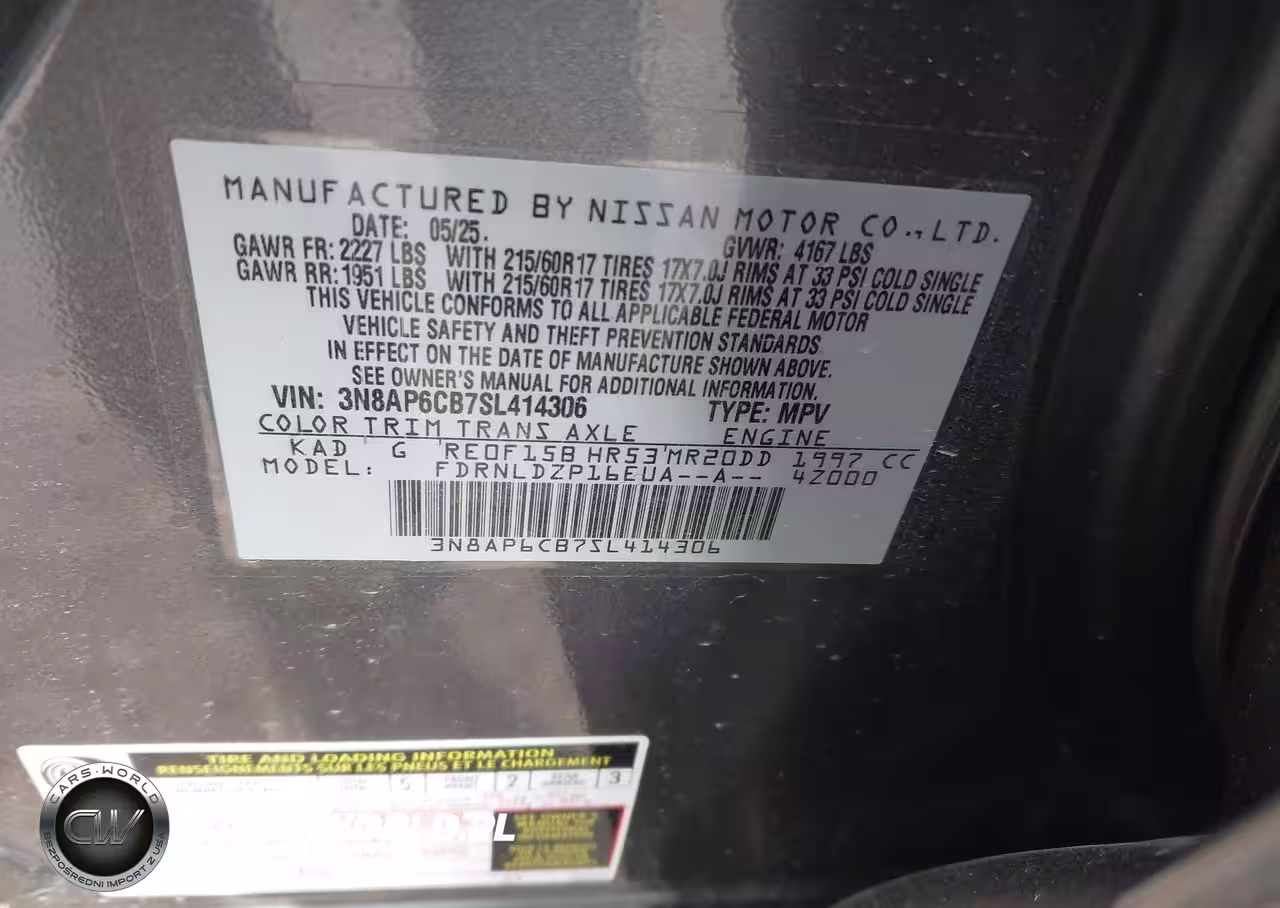 MANUFACTURED BY NISSAN MOTOR CO.,LTD.
DATE: 05/25. GVWR: 4167 LBS
GAWR FR: 2227 LBS WITH 215/60R17 TIRES 17X7.0J RIMS AT 33 PSI COLD SINGLE
GAWR RR: 1951 LBS WITH 215/60R17 TIRES 17X7.0J RIMS AT 33 PSI COLD SINGLE
THIS VEHICLE CONFORMS TO ALL APPLICABLE FEDERAL MOTOR
VEHICLE SAFETY AND THEFT PREVENTION STANDARDS
IN EFFECT ON THE DATE OF MANUFACTURE SHOWN ABOVE.
SEE OWNER'S MANUAL FOR ADDITIONAL INFORMATION.
VIN: 3N8AP6CB7SL414306 TYPE: MPV
COLOR TRIM TRANS AXLE ENGINE
KAD G RE0F15B HR53 MR20DD 1997 CC
MODEL: FDRNLDZP16EUA--A-- 4Z000
3N8AP6CB7SL414306
TIRE AND LOADING INFORMATION
RENSEIGNEMENTS SUR LES PNEUS ET LE CHARGEMENT
5 FRONT 2 REAR 3
CARS-WORLD
CW
BEZPOŚREDNI IMPORT Z USA